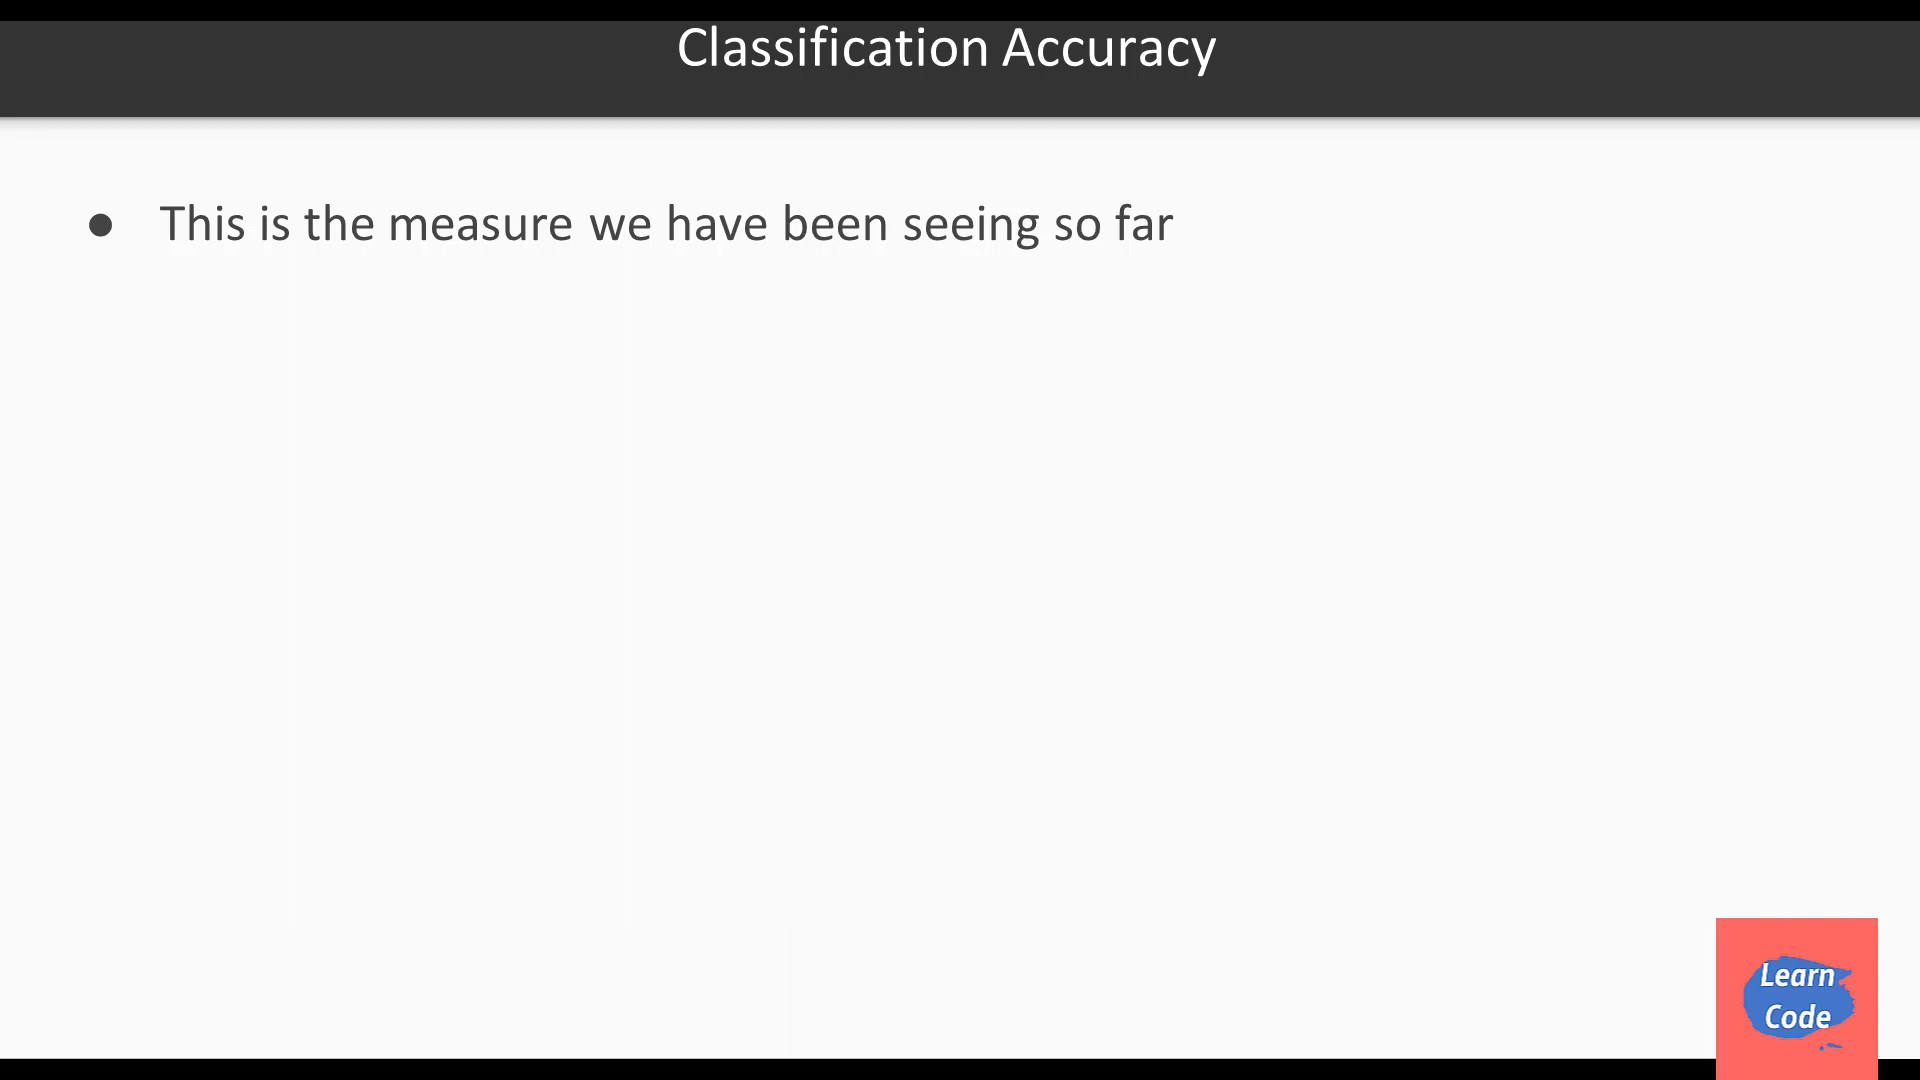 Classification Accuracy
● This is the measure we have been seeing so far
Learn
Code